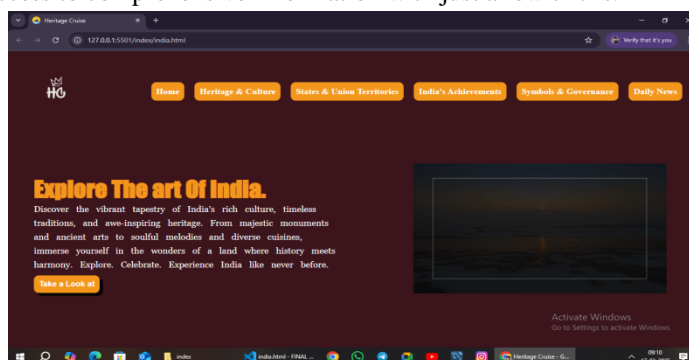 Heritage Cruise
127.0.0.1:5501/index/india.html
Verify that it's you
HC
Home
Heritage & Culture
States & Union Territories
India's Achievements
Symbols & Governance
Daily News
Explore The art Of India.
Discover the vibrant tapestry of India's rich culture, timeless
traditions, and awe-inspiring heritage. From majestic monuments
and ancient arts to soulful melodies and diverse cuisines,
immerse yourself in the wonders of a land where history meets
harmony. Explore. Celebrate. Experience India like never before.
Take a Look at
Activate Windows
Go to Settings to activate Windows.
index
india.html - FINAL ...
Heritage Cruise - G...
09:10